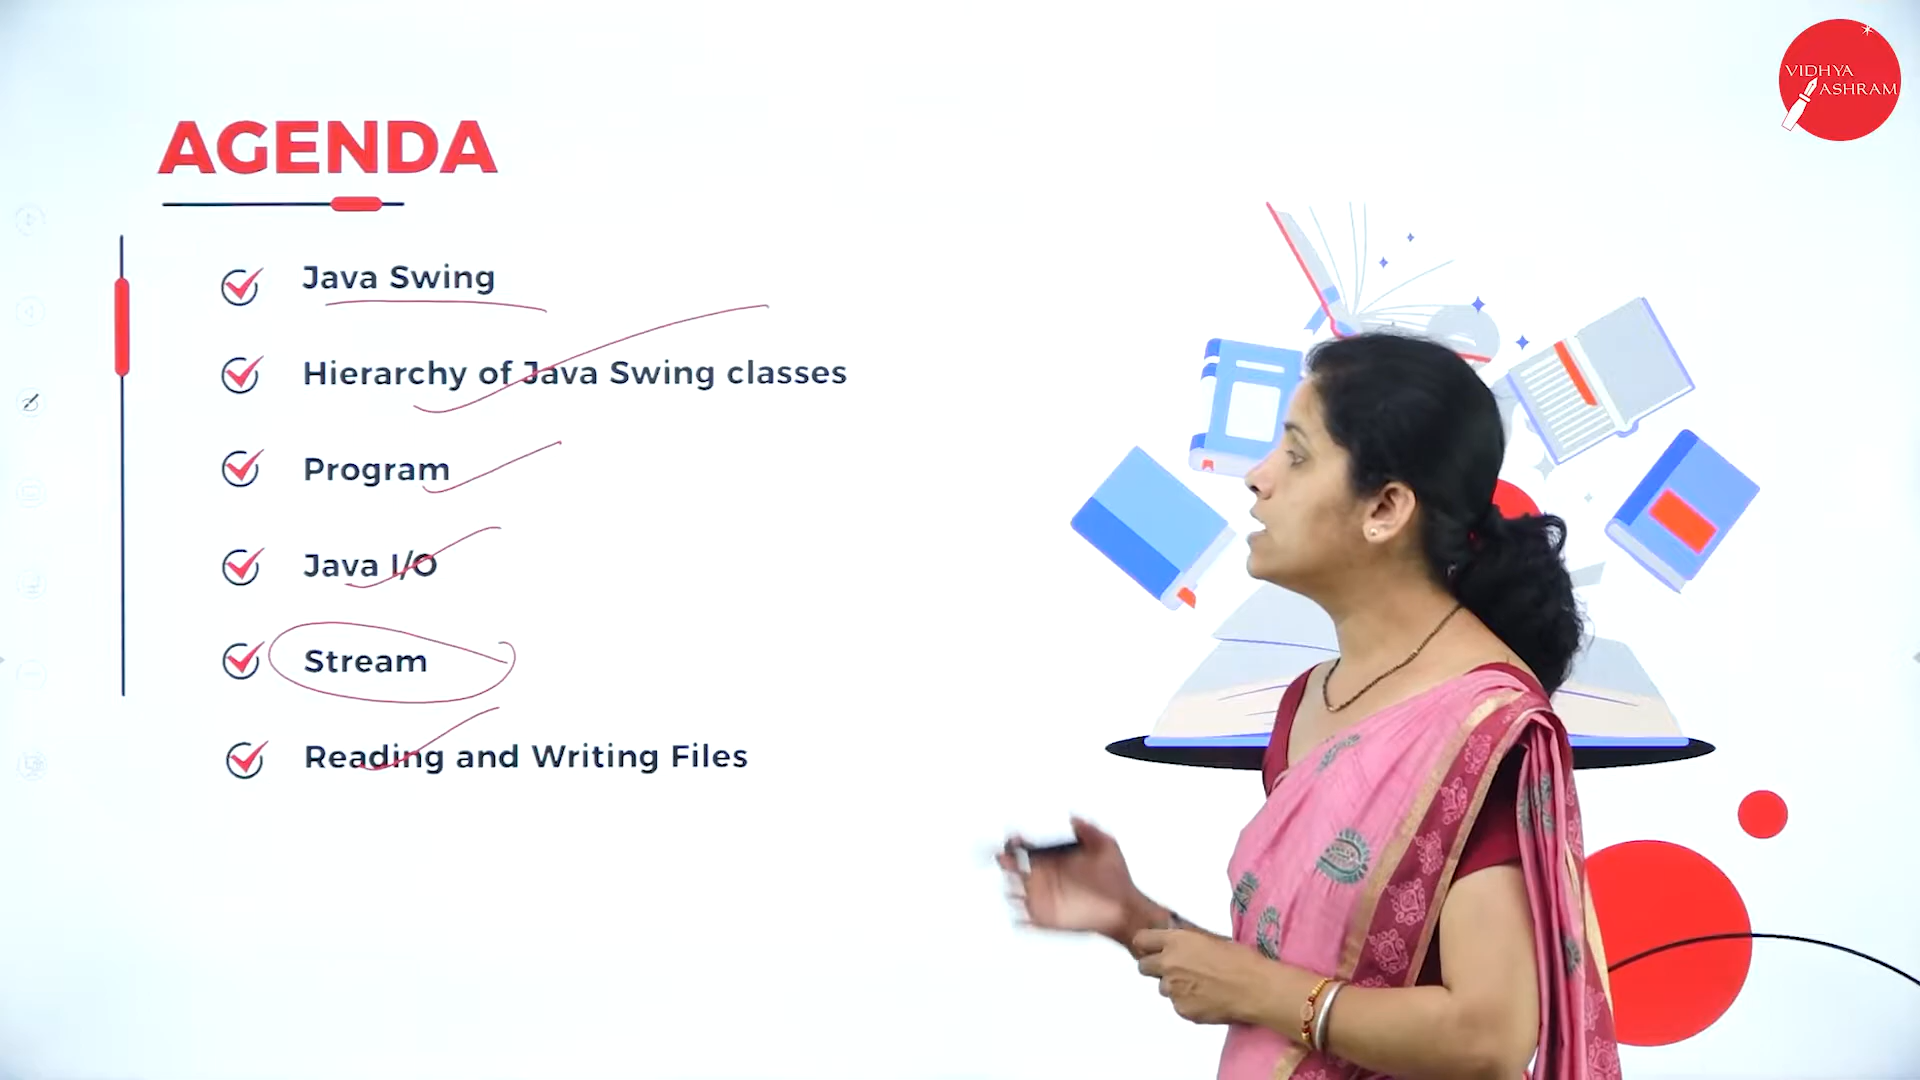 VIDHYA
ASHRAM
AGENDA
Java Swing
Hierarchy of Java Swing classes
Program
Java I/O
Stream
Reading and Writing Files